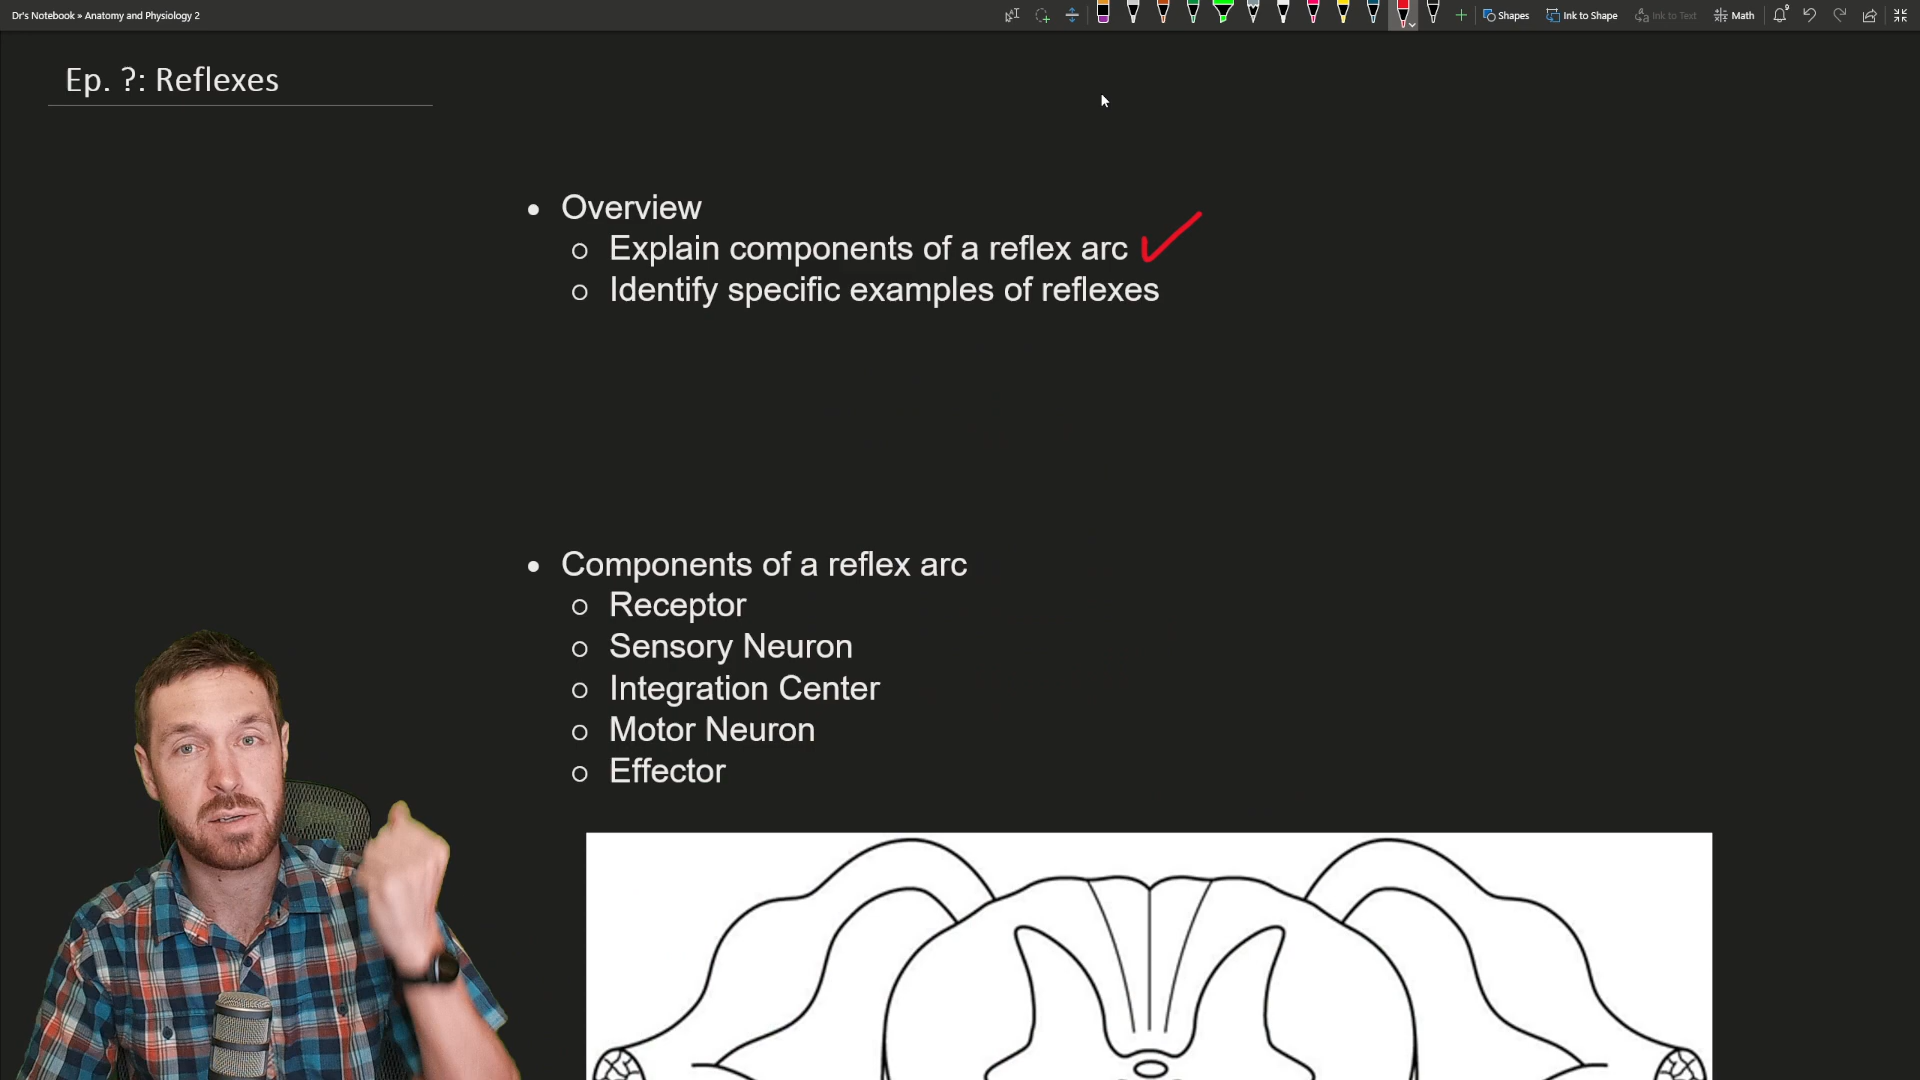 Dr's Notebook » Anatomy and Physiology 2
Shapes
Ink to Shape
Ink to Text
Math
Ep. ?: Reflexes
• Overview
o Explain components of a reflex arc
o Identify specific examples of reflexes
• Components of a reflex arc
o Receptor
o Sensory Neuron
o Integration Center
o Motor Neuron
o Effector